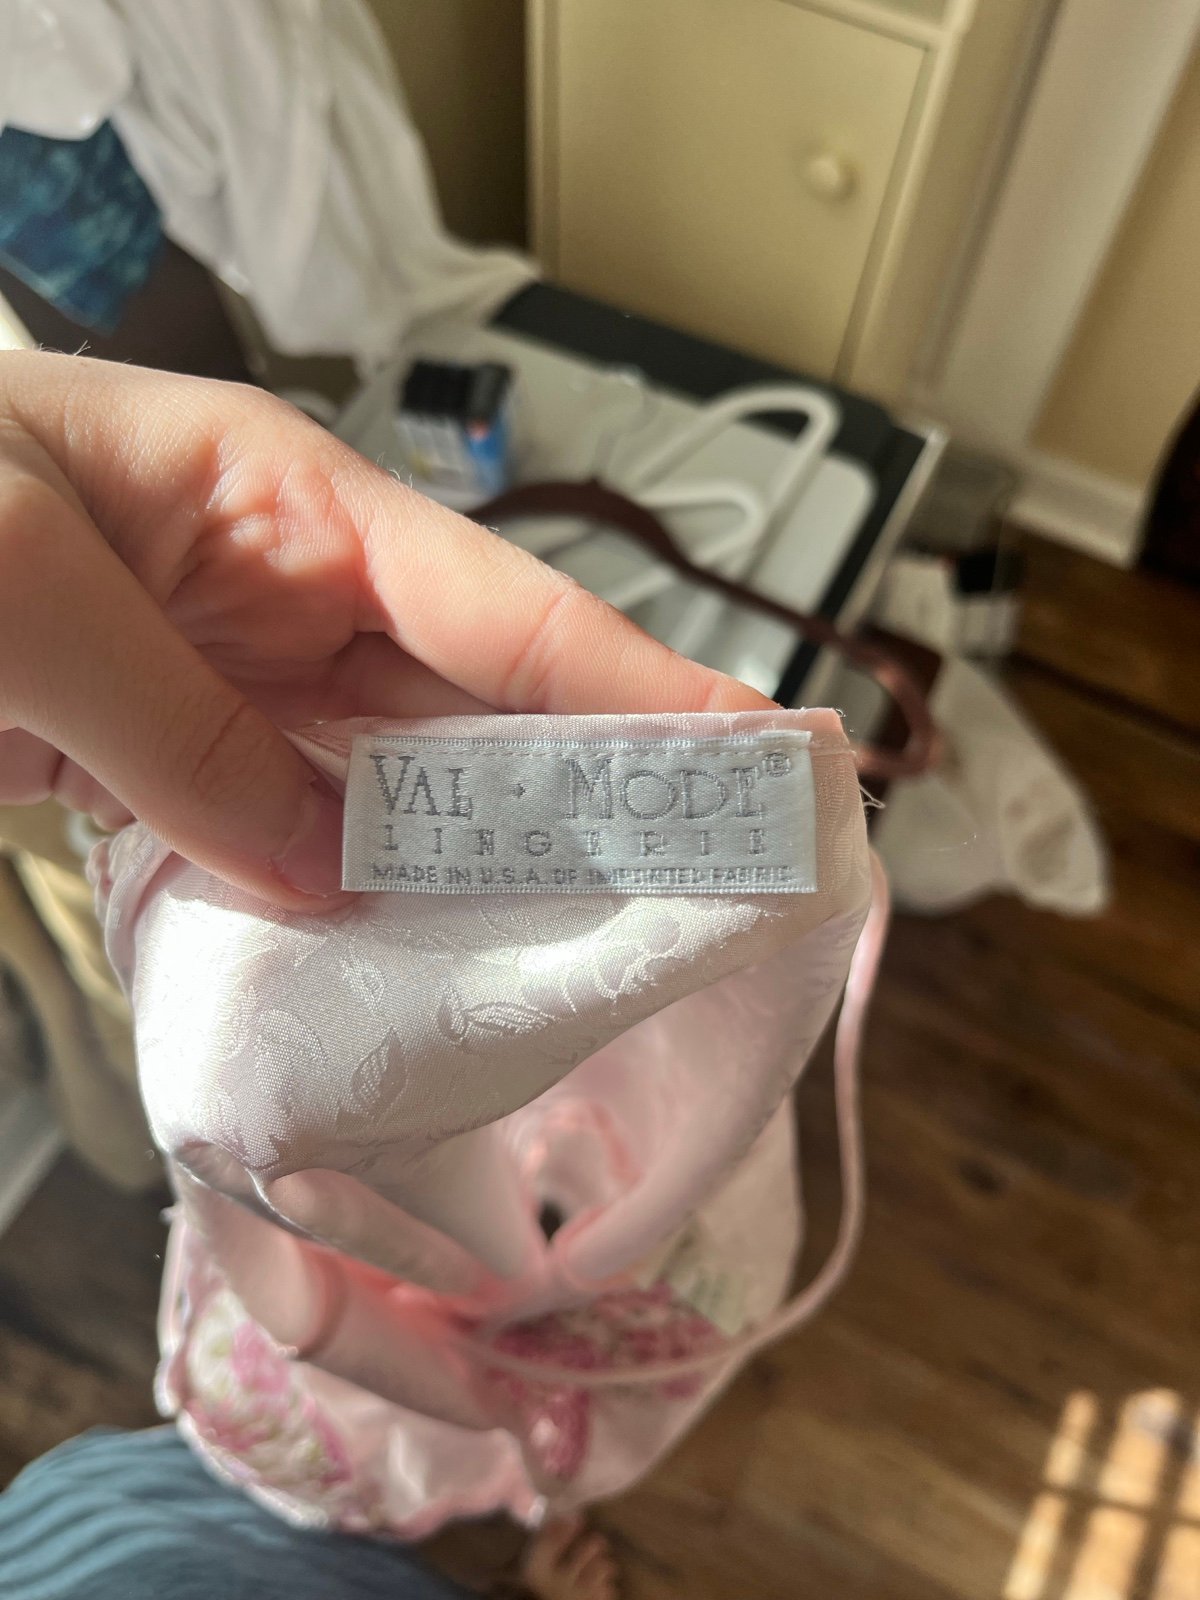 VAL · MODE®
LINGERIE
MADE IN U.S.A. OF IMPORTED FABRIC